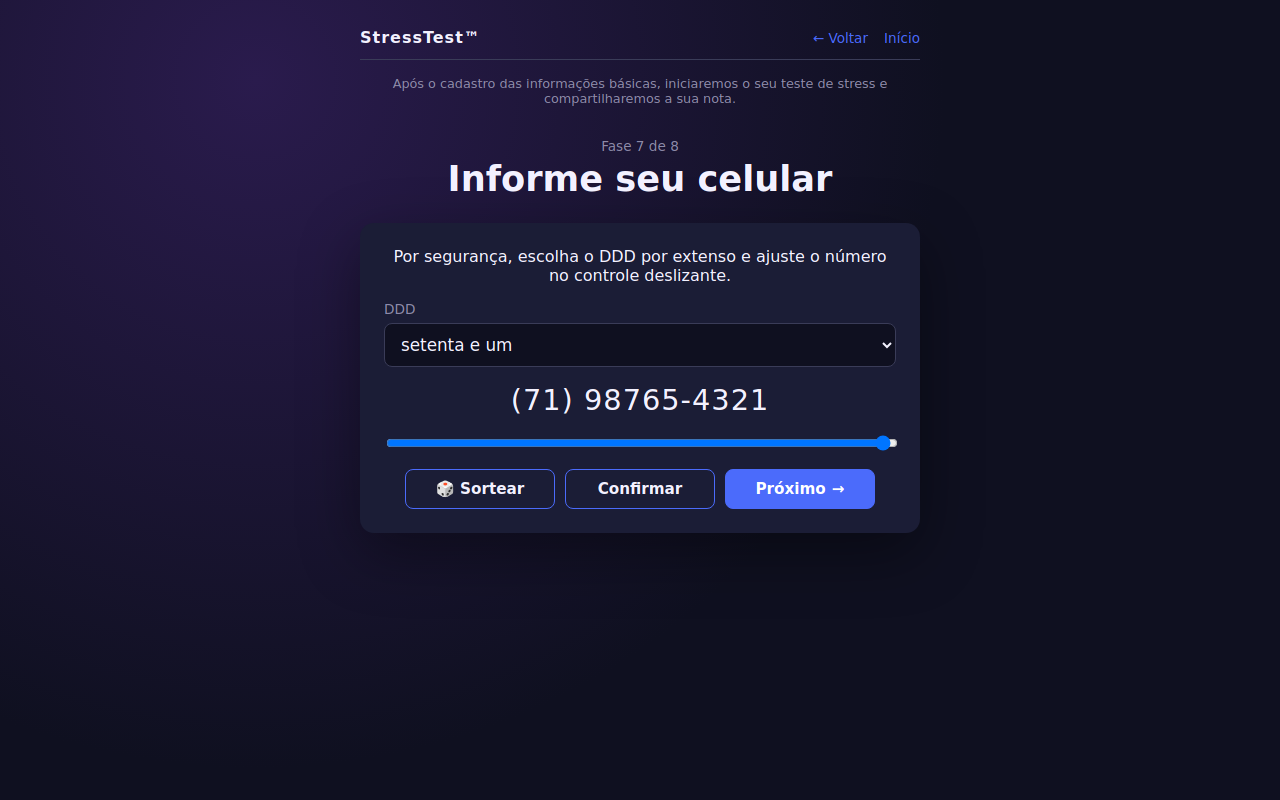 StressTest™
← Voltar Início
Após o cadastro das informações básicas, iniciaremos o seu teste de stress e
compartilharemos a sua nota.
Fase 7 de 8
Informe seu celular
Por segurança, escolha o DDD por extenso e ajuste o número
no controle deslizante.
DDD
setenta e um
(71) 98765-4321
🎲 Sortear
Confirmar
Próximo →